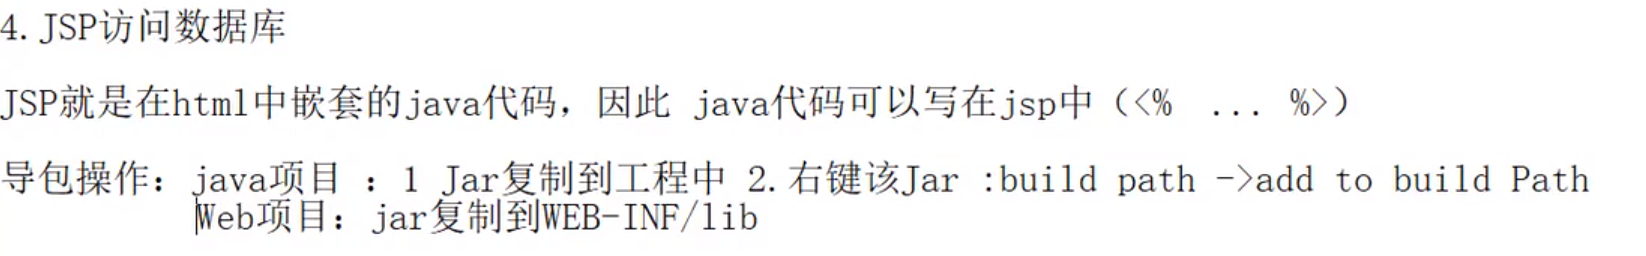 4.JSP访问数据库
JSP就是在html中嵌套的java代码，因此 java代码可以写在jsp中（<%  ... %>）
导包操作：java项目 ：1 Jar复制到工程中 2.右键该Jar :build path ->add to build Path
Web项目：jar复制到WEB-INF/lib